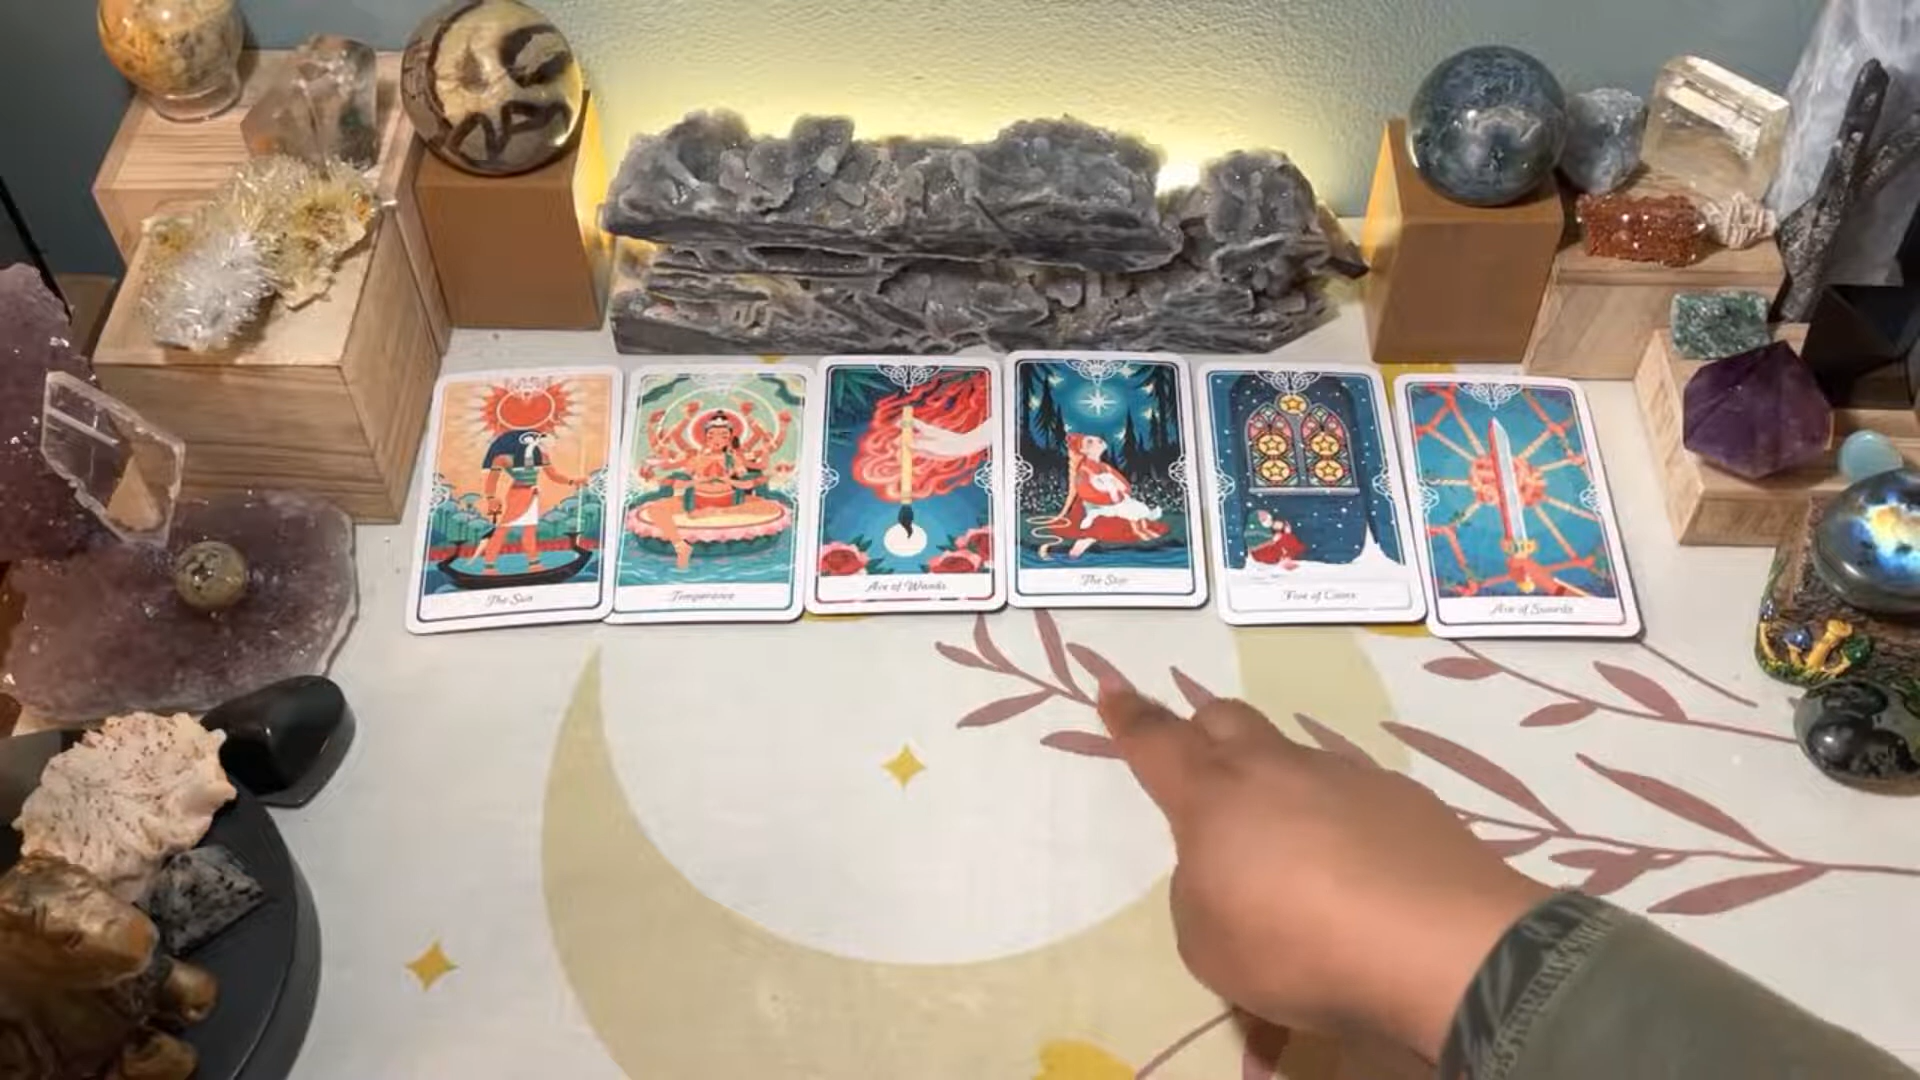 The Sun
Temperance
Ace of Wands
The Star
Five of Coins
Ace of Swords